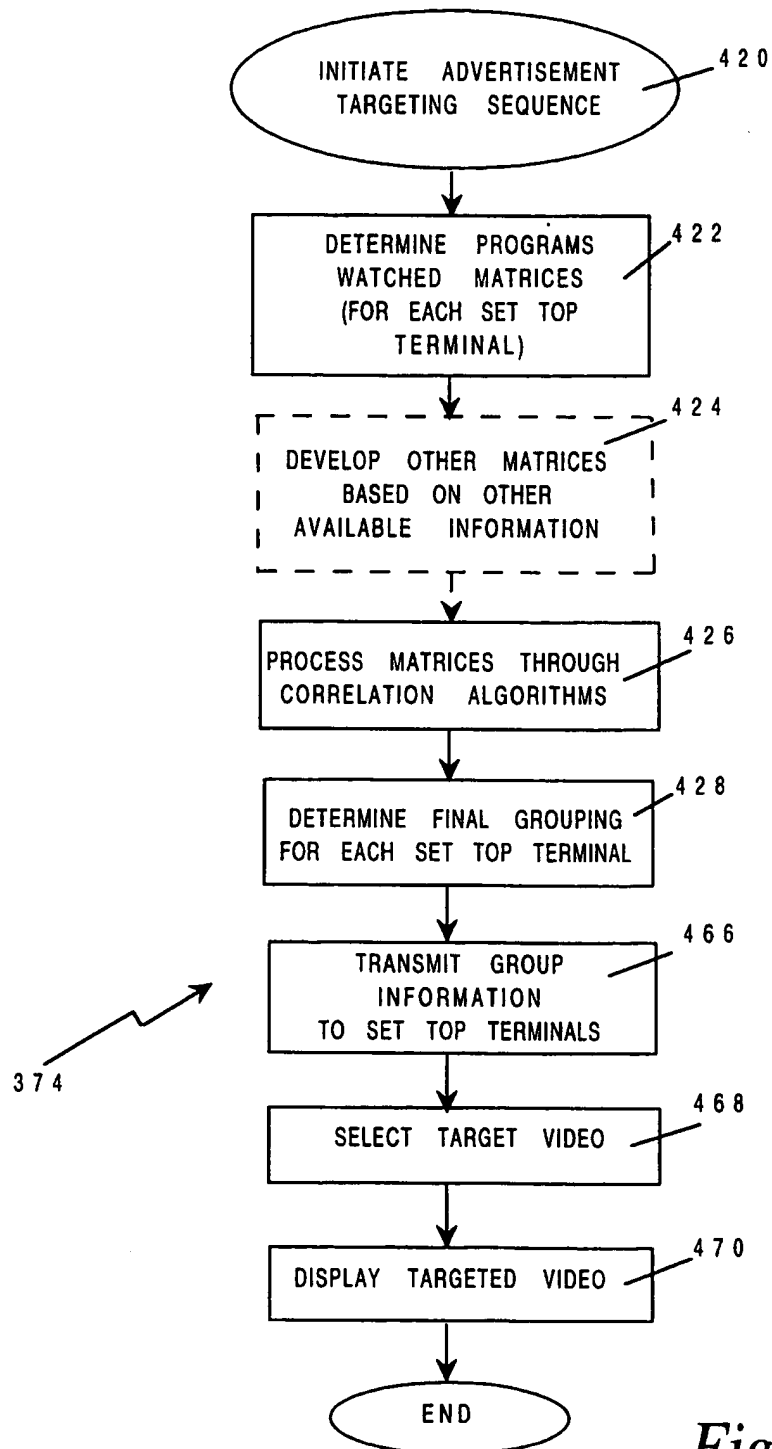 INITIATE ADVERTISEMENT
TARGETING SEQUENCE
420
DETERMINE PROGRAMS
WATCHED MATRICES
(FOR EACH SET TOP
TERMINAL)
422
424
DEVELOP OTHER MATRICES
BASED ON OTHER
AVAILABLE INFORMATION
426
PROCESS MATRICES THROUGH
CORRELATION ALGORITHMS
428
DETERMINE FINAL GROUPING
FOR EACH SET TOP TERMINAL
466
TRANSMIT GROUP
INFORMATION
TO SET TOP TERMINALS
374
468
SELECT TARGET VIDEO
470
DISPLAY TARGETED VIDEO
END